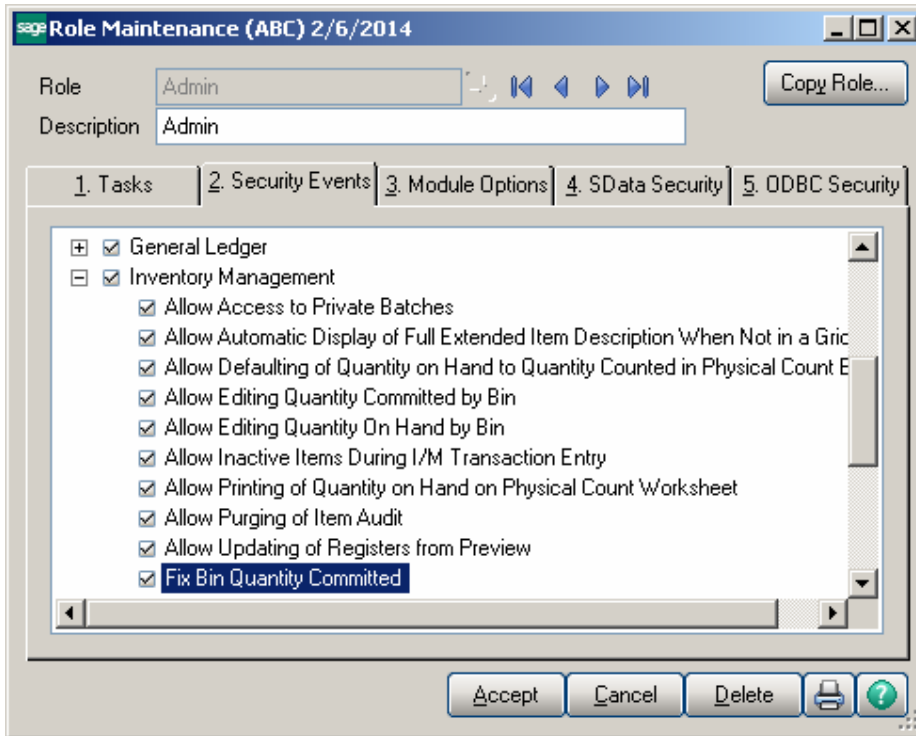 sage Role Maintenance (ABC) 2/6/2014
Role Admin Copy Role...
Description Admin
1. Tasks 2. Security Events 3. Module Options 4. SData Security 5. ODBC Security
General Ledger
Inventory Management
Allow Access to Private Batches
Allow Automatic Display of Full Extended Item Description When Not in a Gric
Allow Defaulting of Quantity on Hand to Quantity Counted in Physical Count E
Allow Editing Quantity Committed by Bin
Allow Editing Quantity On Hand by Bin
Allow Inactive Items During I/M Transaction Entry
Allow Printing of Quantity on Hand on Physical Count Worksheet
Allow Purging of Item Audit
Allow Updating of Registers from Preview
Fix Bin Quantity Committed
Accept Cancel Delete ?